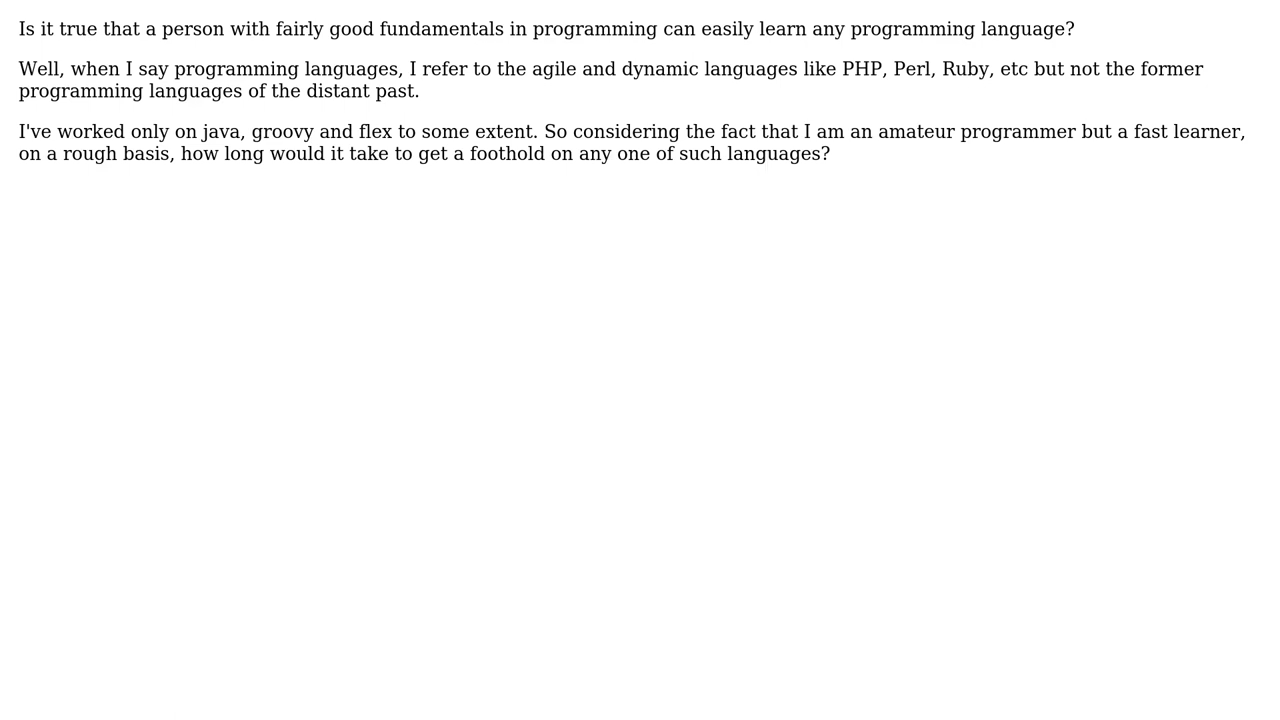 Is it true that a person with fairly good fundamentals in programming can easily learn any programming language?
Well, when I say programming languages, I refer to the agile and dynamic languages like PHP, Perl, Ruby, etc but not the former
programming languages of the distant past.
I've worked only on java, groovy and flex to some extent. So considering the fact that I am an amateur programmer but a fast learner,
on a rough basis, how long would it take to get a foothold on any one of such languages?